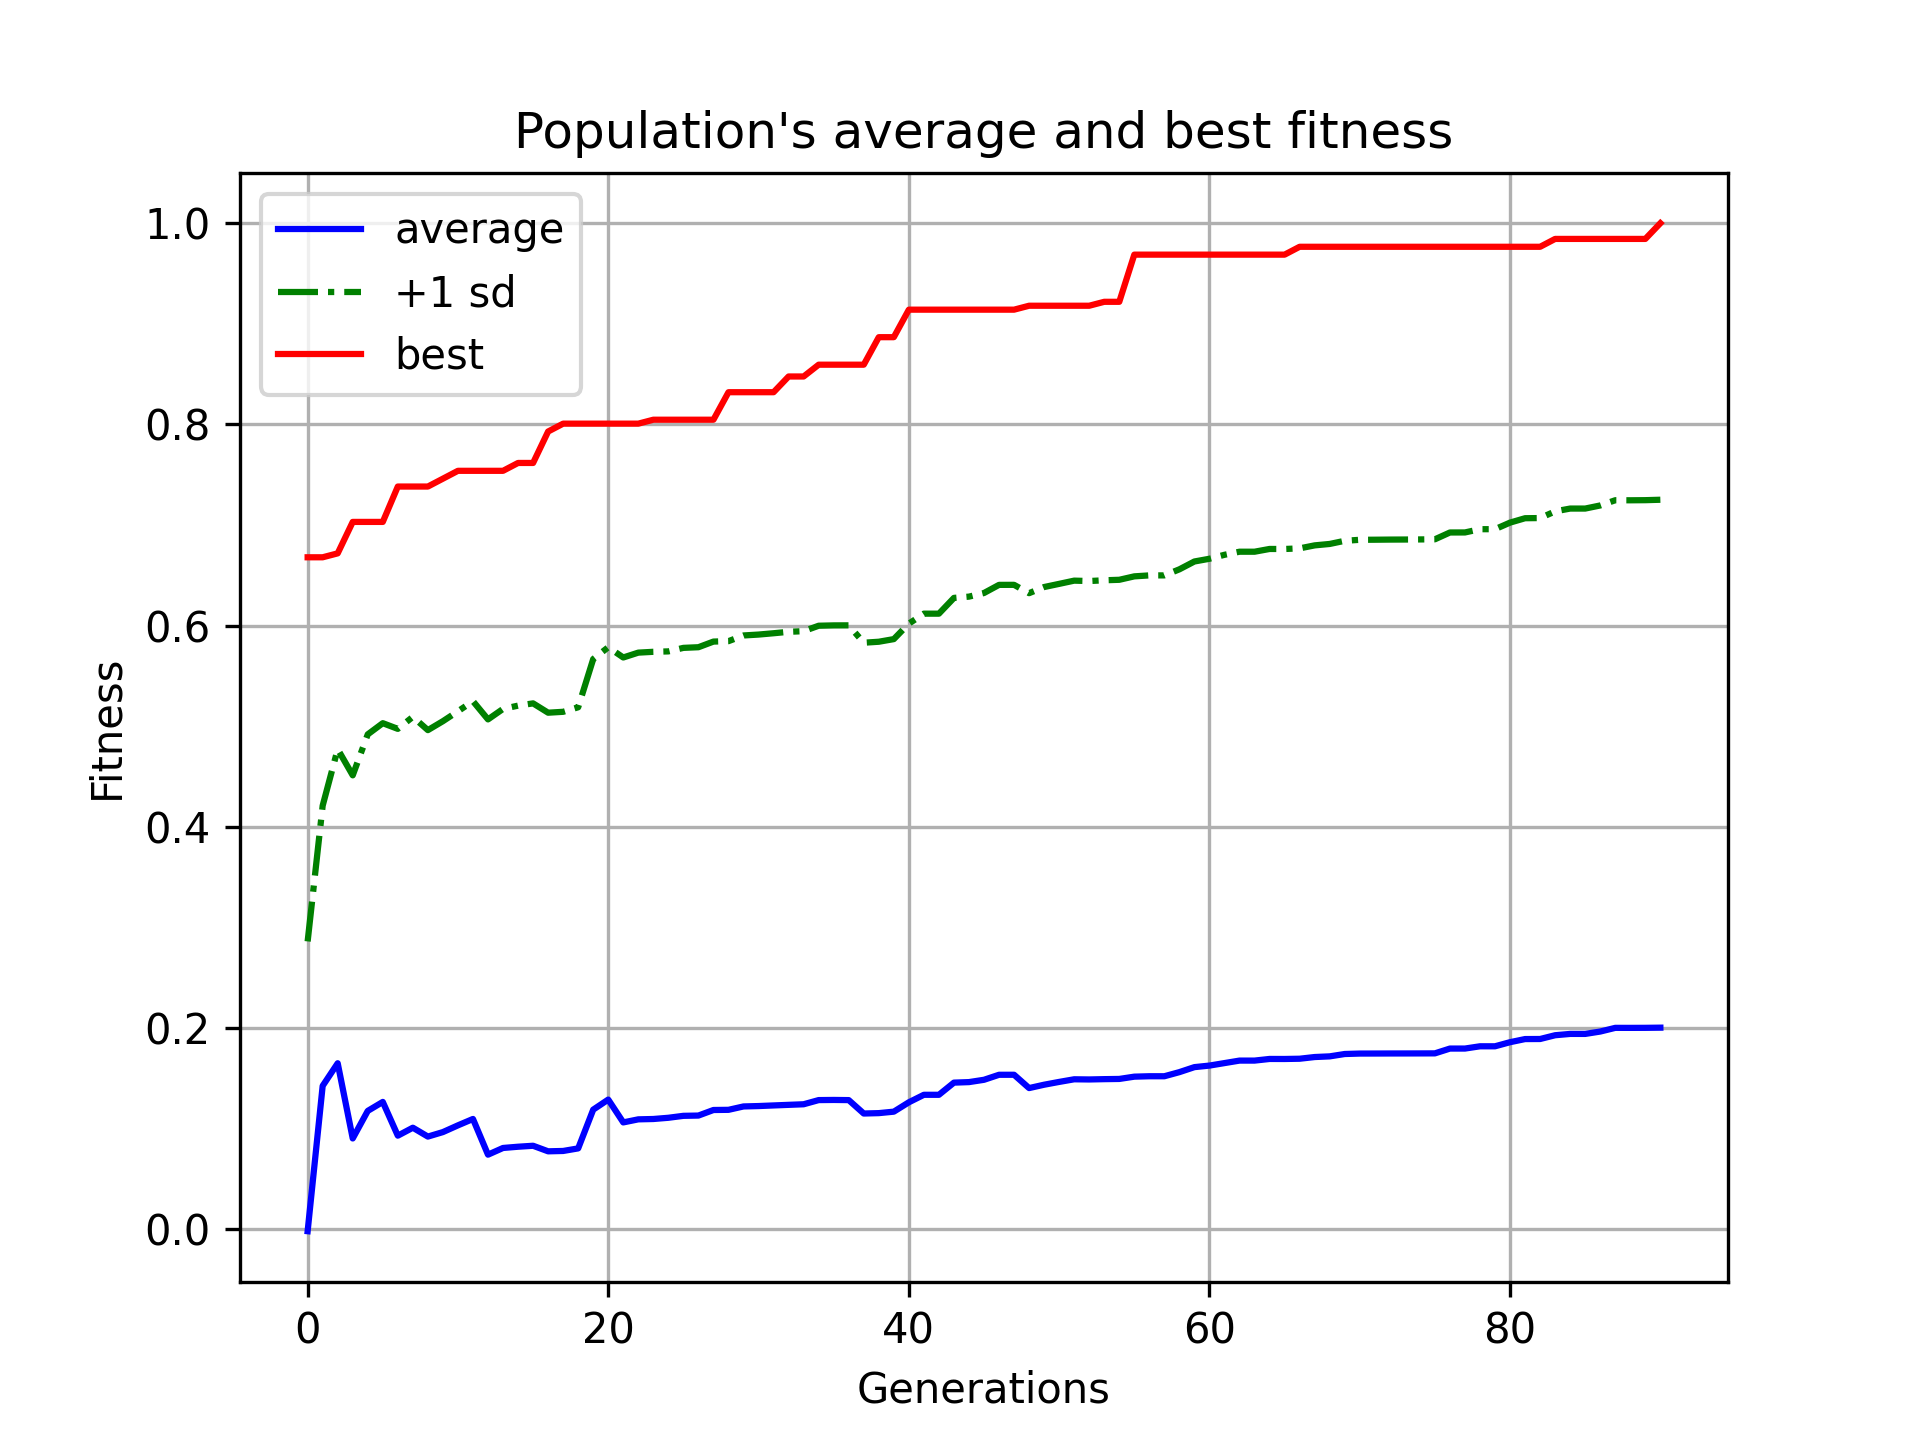 Population's average and best fitness
average
+1 sd
best
1.0
0.8
0.6
0.4
0.2
0.0
Fitness
0 20 40 60 80
Generations